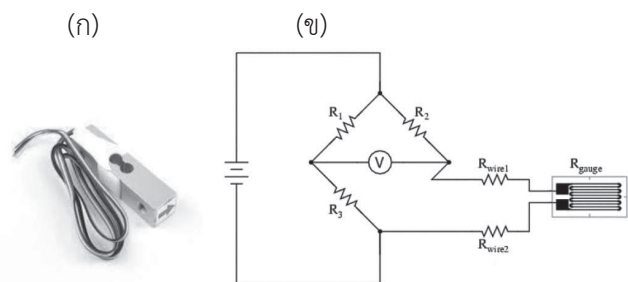 (ก)
(ข)
R1
R2
V
Rwire1
Rgauge
R3
Rwire2